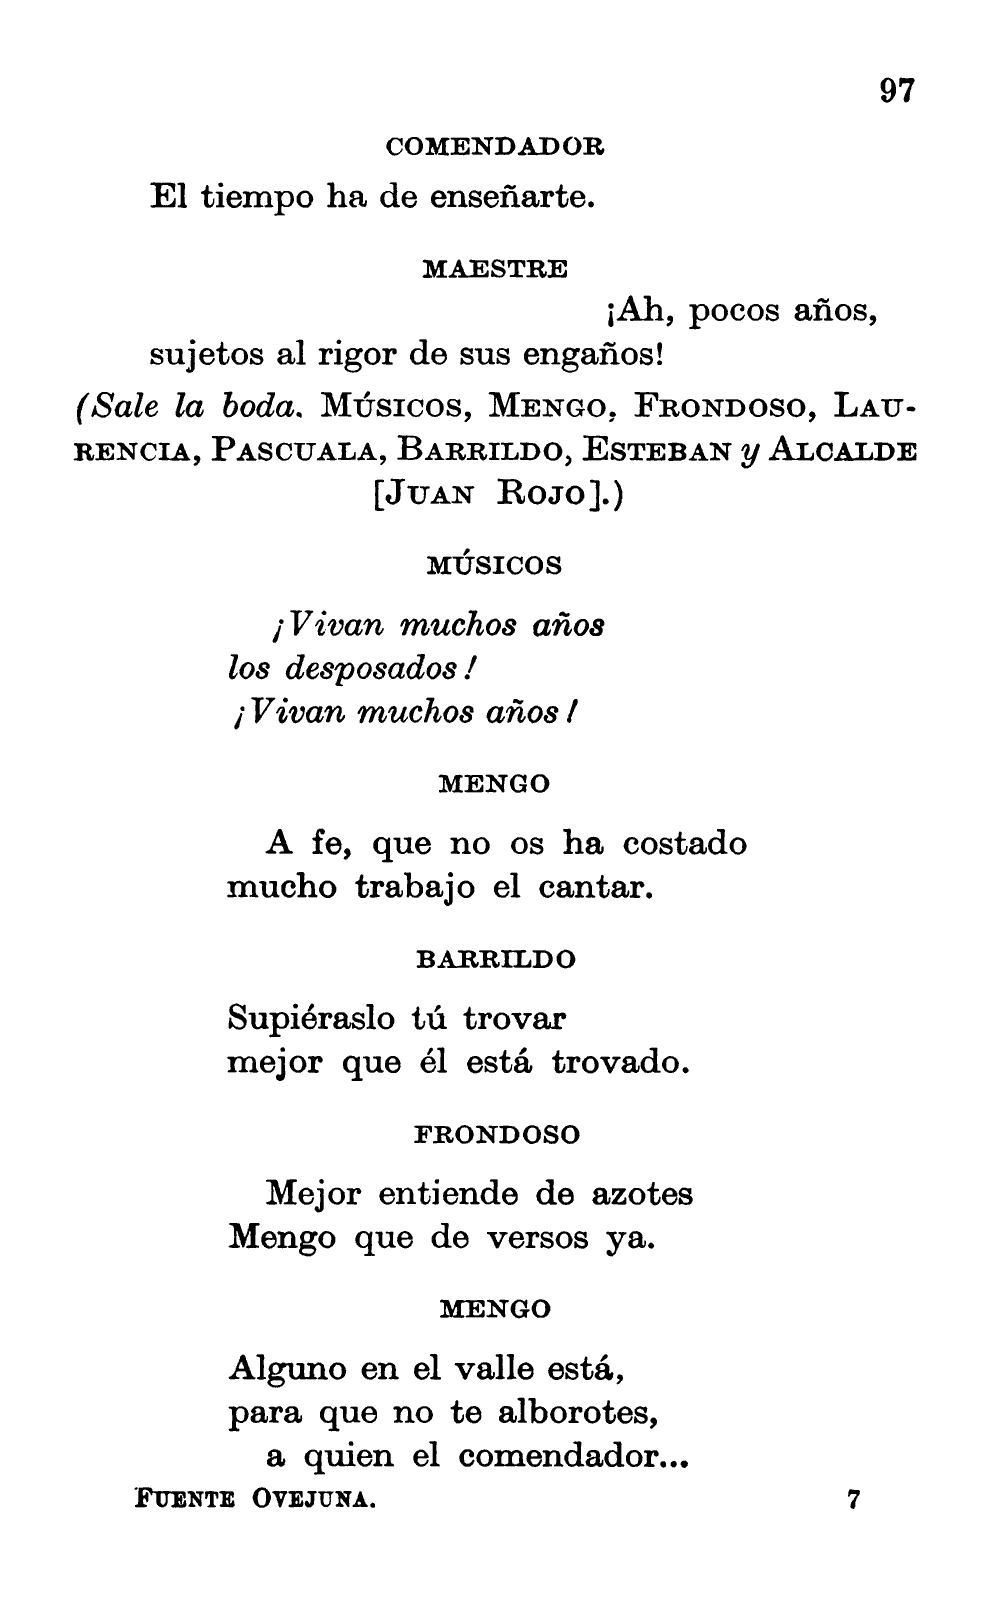 97
COMENDADOR
El tiempo ha de enseñarte.
MAESTRE
¡Ah, pocos años,
sujetos al rigor de sus engaños!
(Sale la boda. MÚSICOS, MENGO, FRONDOSO, LAU-
RENCIA, PASCUALA, BARRILDO, ESTEBAN y ALCALDE
[JUAN ROJO].)
MÚSICOS
¡Vivan muchos años
los desposados!
¡Vivan muchos años!
MENGO
A fe, que no os ha costado
mucho trabajo el cantar.
BARRILDO
Supiéraslo tú trovar
mejor que él está trovado.
FRONDOSO
Mejor entiende de azotes
Mengo que de versos ya.
MENGO
Alguno en el valle está,
para que no te alborotes,
a quien el comendador...
FUENTE OVEJUNA. 7